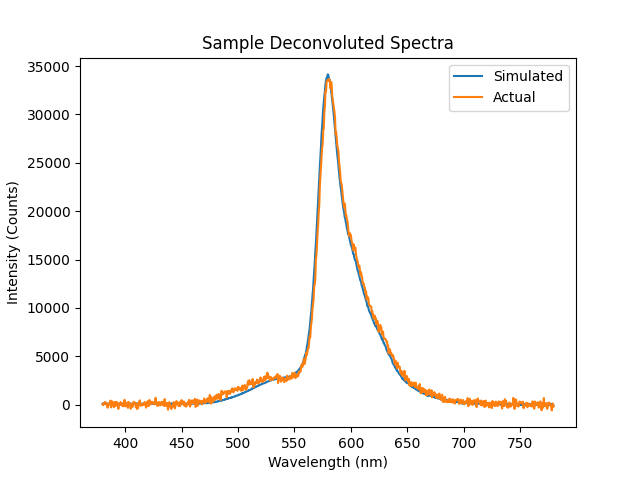 Sample Deconvoluted Spectra
Simulated
Actual
Intensity (Counts)
35000
30000
25000
20000
15000
10000
5000
0
400 450 500 550 600 650 700 750
Wavelength (nm)